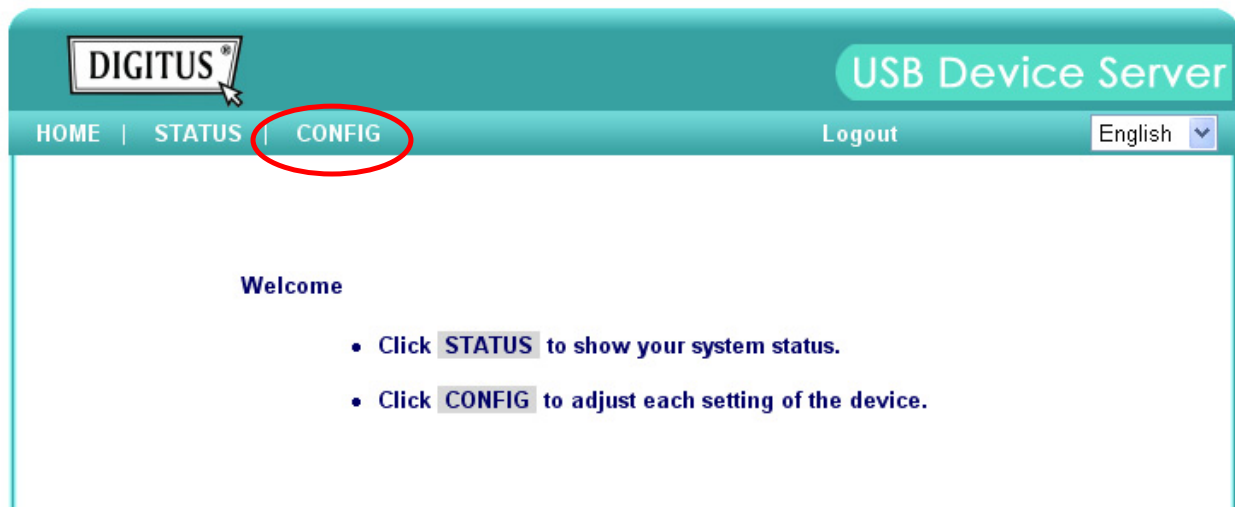 DIGITUS®
USB Device Server
HOME | STATUS | CONFIG Logout English
Welcome
• Click STATUS to show your system status.
• Click CONFIG to adjust each setting of the device.